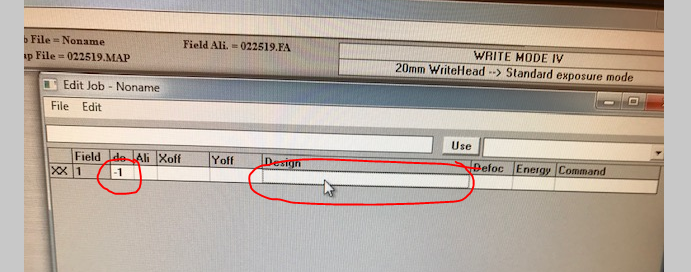 File = Noname
Field Ali. = 022519.FA
File = 022519.MAP
WRITE MODE IV
20mm WriteHead --> Standard exposure mode
Edit Job - Noname
File Edit
Use
Field do Ali Xoff Yoff Design Defoc Energy Command
XX 1 -1